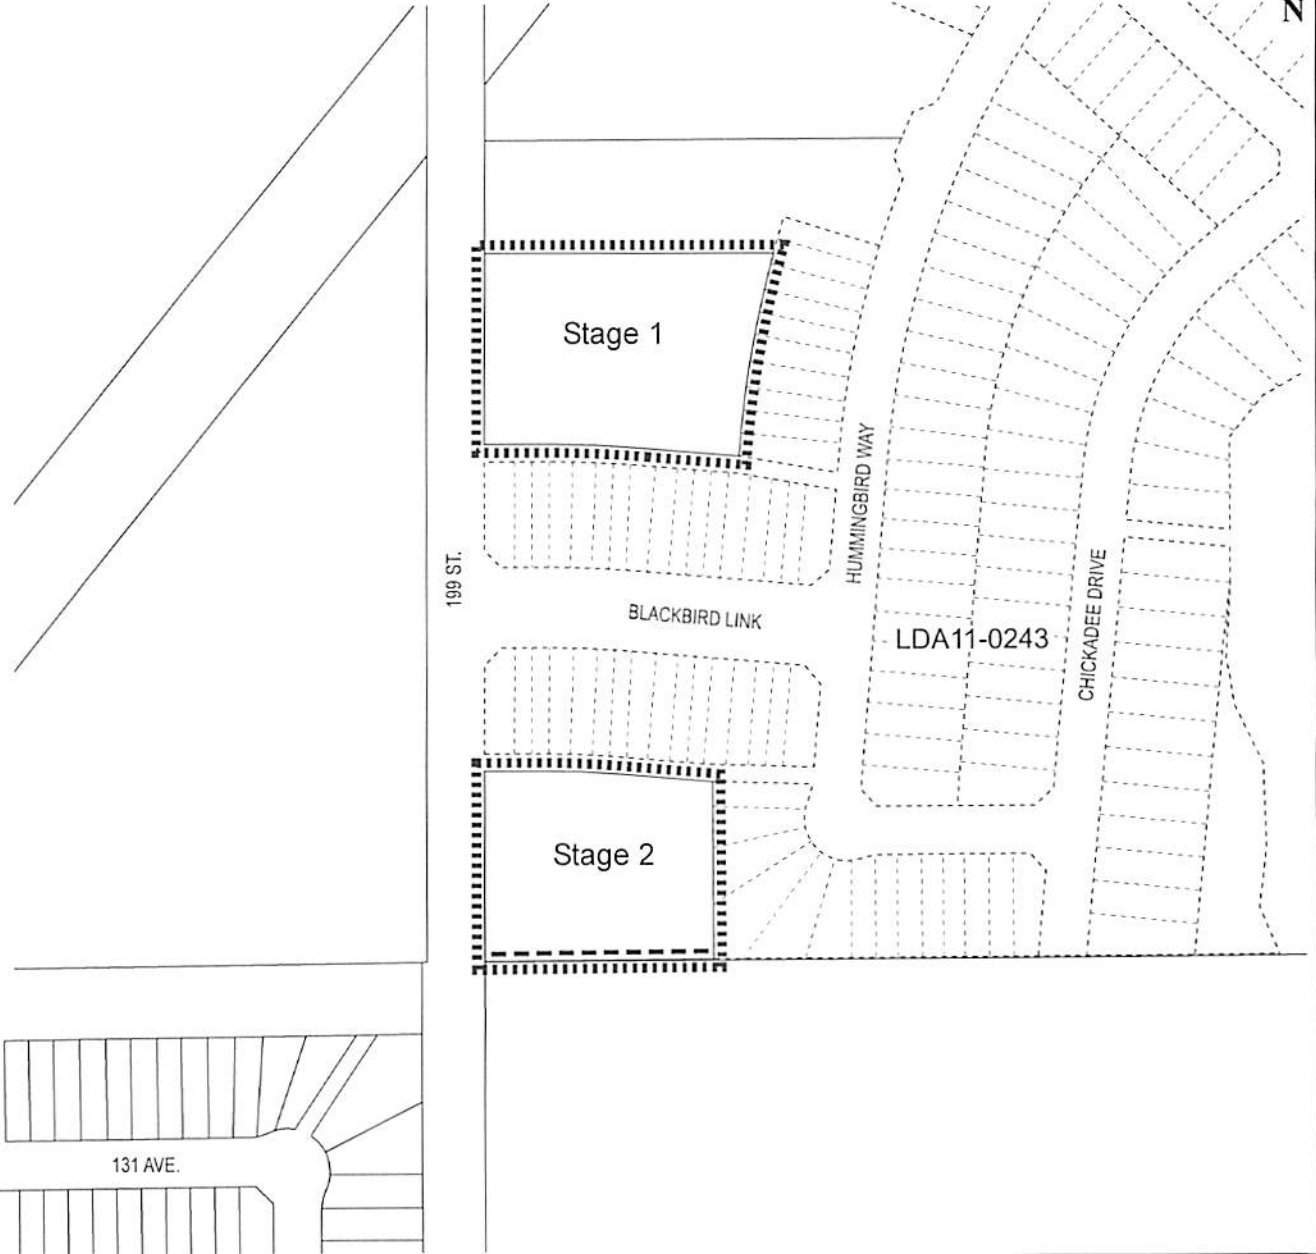 N
Stage 1
HUMMINGBIRD WAY
199 ST.
CHICKADEE DRIVE
BLACKBIRD LINK
LDA11-0243
Stage 2
131 AVE.